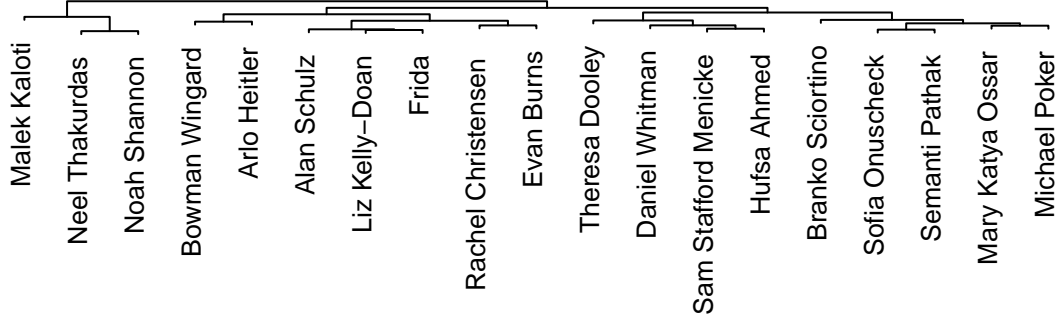 Malek Kaloti
Neel Thakurdas
Noah Shannon
Bowman Wingard
Arlo Heitler
Alan Schulz
Liz Kelly−Doan
Frida
Rachel Christensen
Evan Burns
Theresa Dooley
Daniel Whitman
Sam Stafford Menicke
Hufsa Ahmed
Branko Sciortino
Sofia Onuscheck
Semanti Pathak
Mary Katya Ossar
Michael Poker